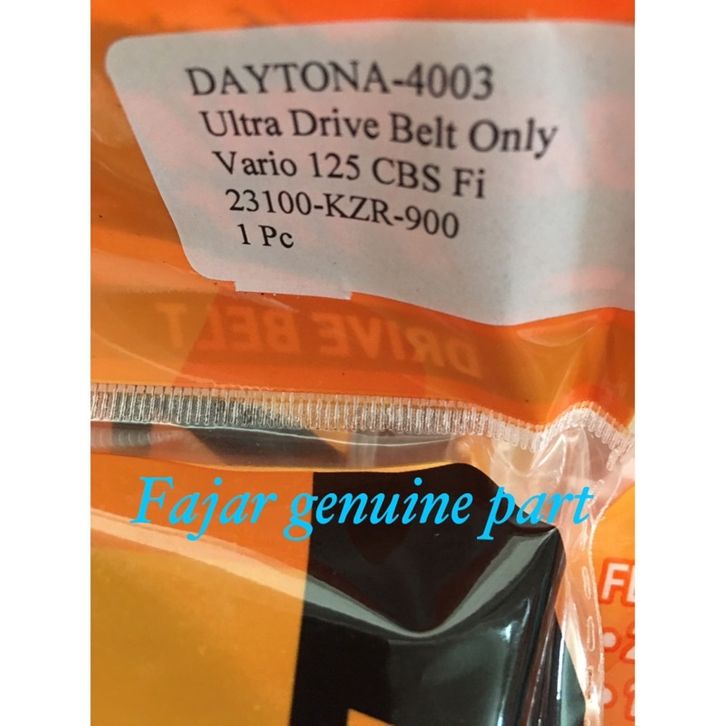 DAYTONA-4003
Ultra Drive Belt Only
Vario 125 CBS Fi
23100-KZR-900
1 Pc
DRIVE BELT
Fajar genuine part